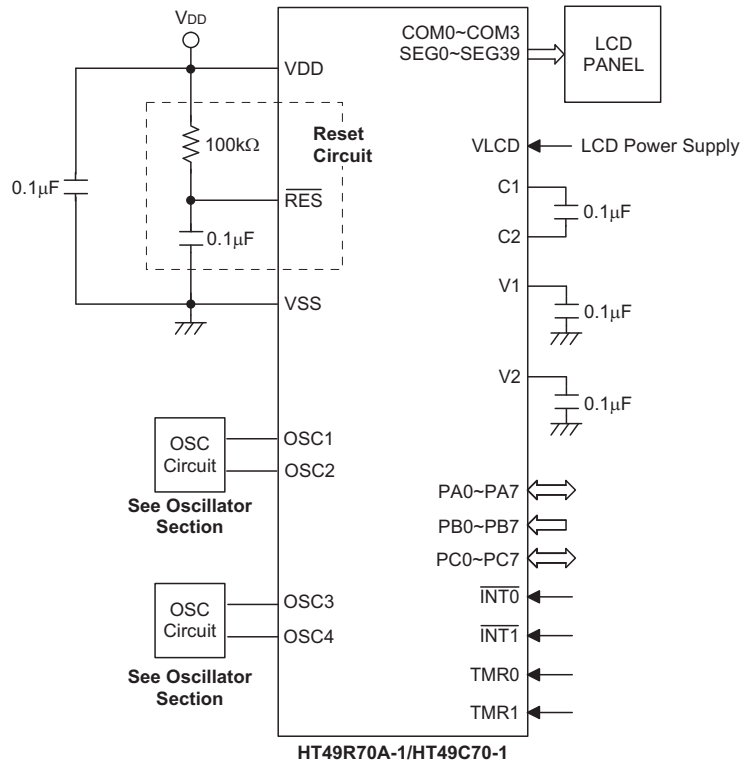 VDD
COM0~COM3
SEG0~SEG39
LCD
PANEL
VDD
Reset
Circuit
100kΩ
VLCD
LCD Power Supply
0.1μF
RES
C1
0.1μF
C2
0.1μF
V1
VSS
0.1μF
V2
0.1μF
OSC
Circuit
OSC1
OSC2
See Oscillator
Section
PA0~PA7
PB0~PB7
PC0~PC7
OSC
Circuit
OSC3
OSC4
See Oscillator
Section
INT0
INT1
TMR0
TMR1
HT49R70A-1/HT49C70-1